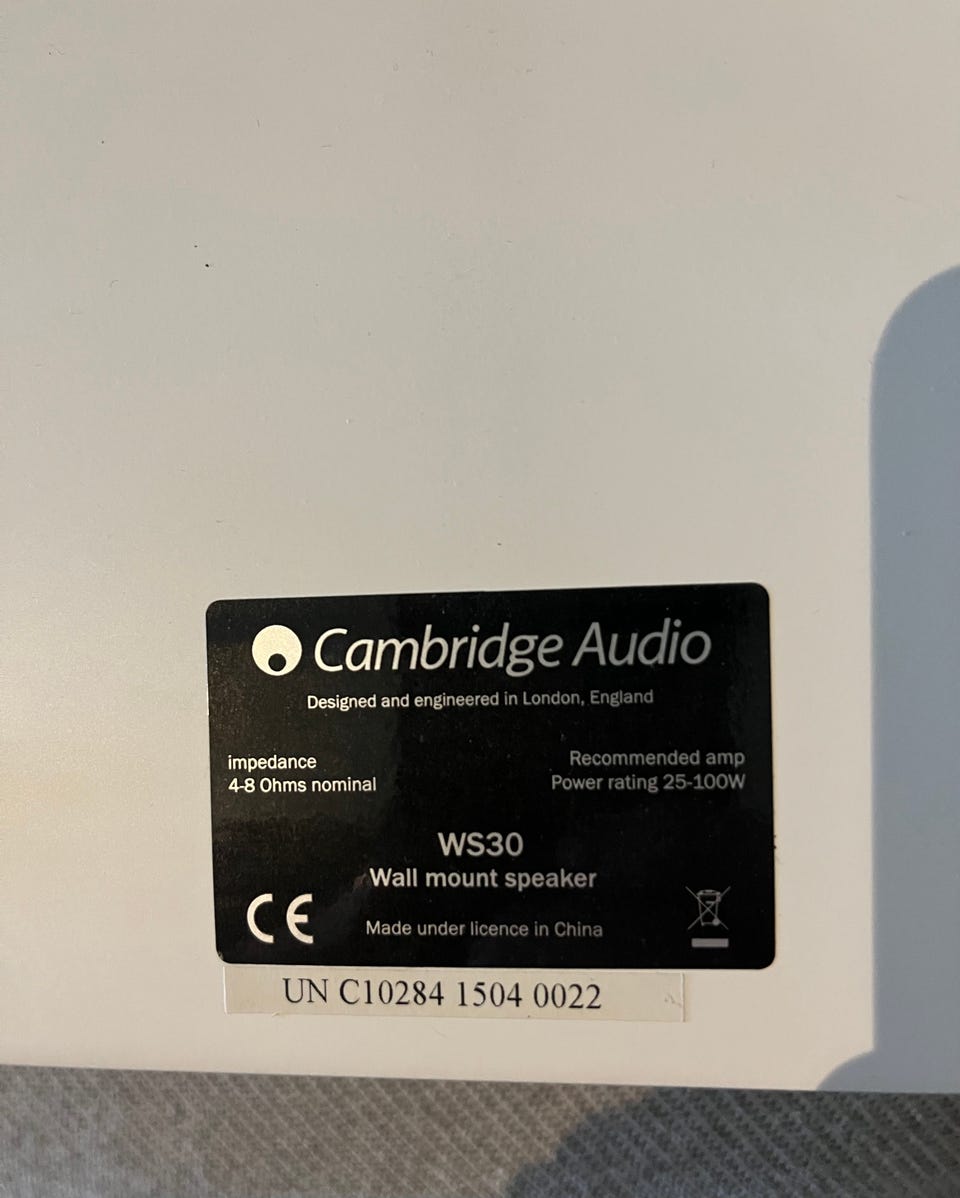 Cambridge Audio
Designed and engineered in London, England
impedance
4-8 Ohms nominal
Recommended amp
Power rating 25-100W
WS30
Wall mount speaker
CE
Made under licence in China
UN C10284 1504 0022